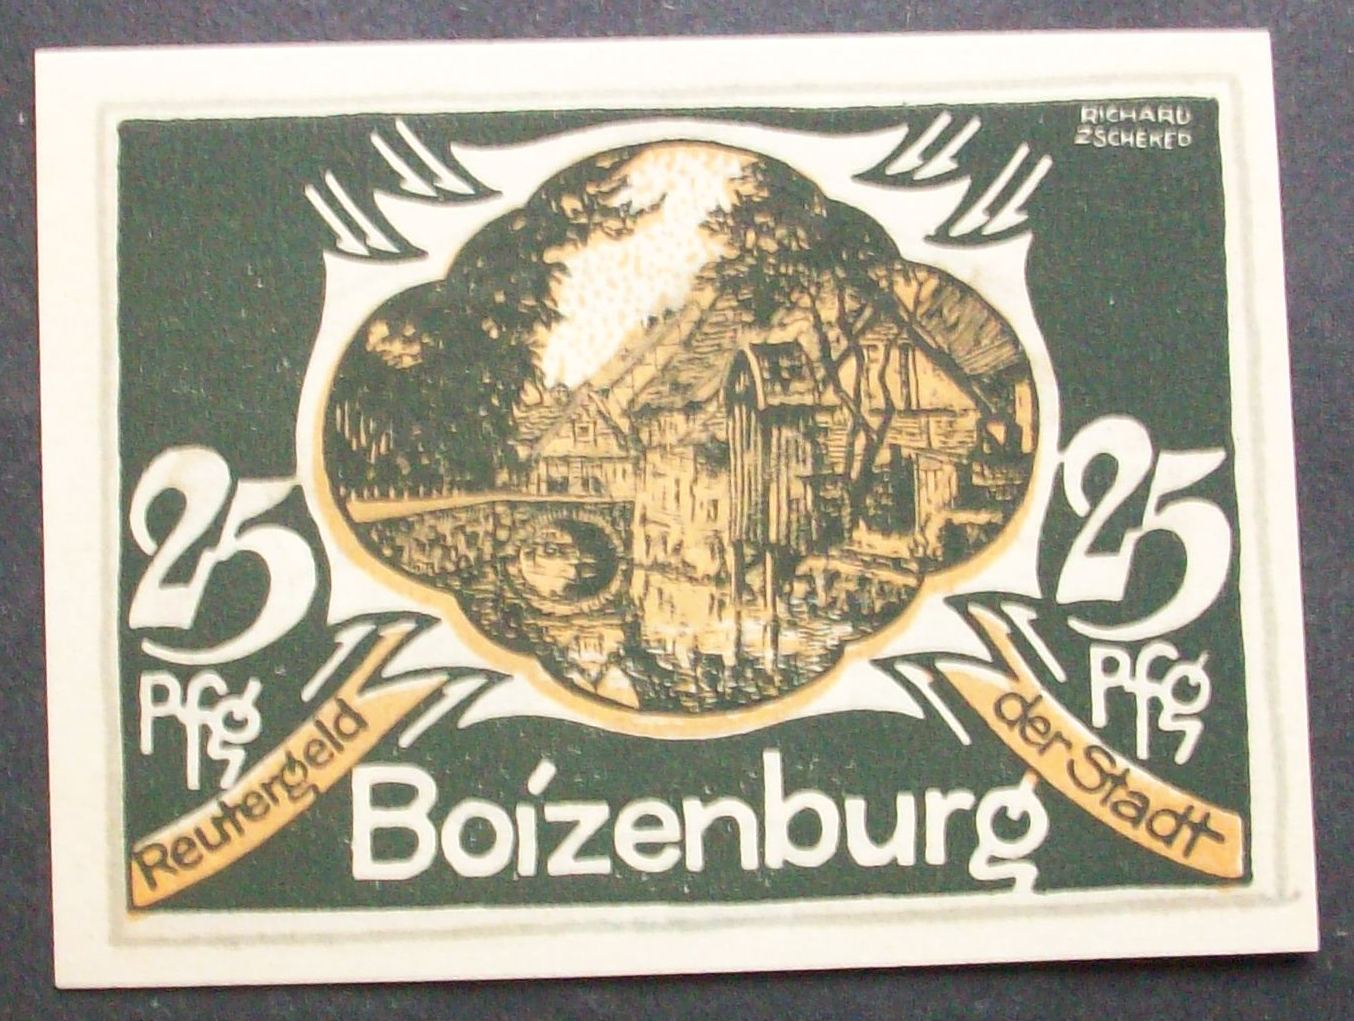 RICHARD
ZSCHEKED
25
Pfg
25
Pfg
Reutergeld
der Stadt
Boizenburg